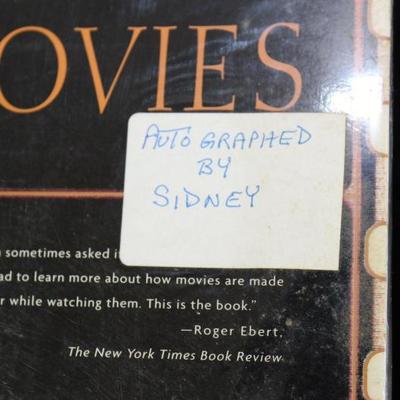 OVIES
AUTOGRAPHED
BY
SIDNEY
sometimes asked i
ad to learn more about how movies are made
r while watching them. This is the book."
—Roger Ebert,
The New York Times Book Review